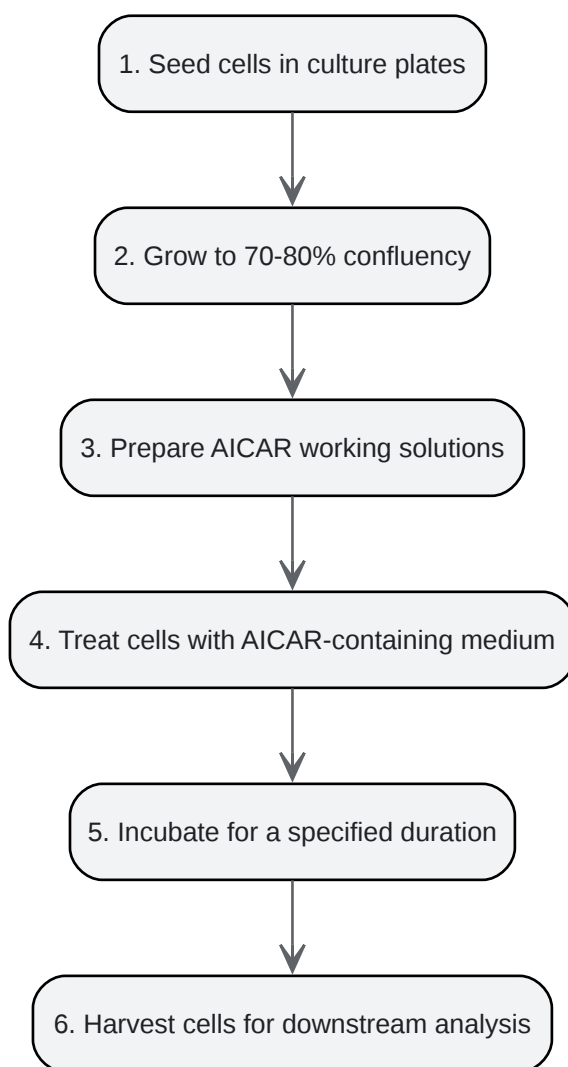 1. Seed cells in culture plates
2. Grow to 70-80% confluency
3. Prepare AICAR working solutions
4. Treat cells with AICAR-containing medium
5. Incubate for a specified duration
6. Harvest cells for downstream analysis